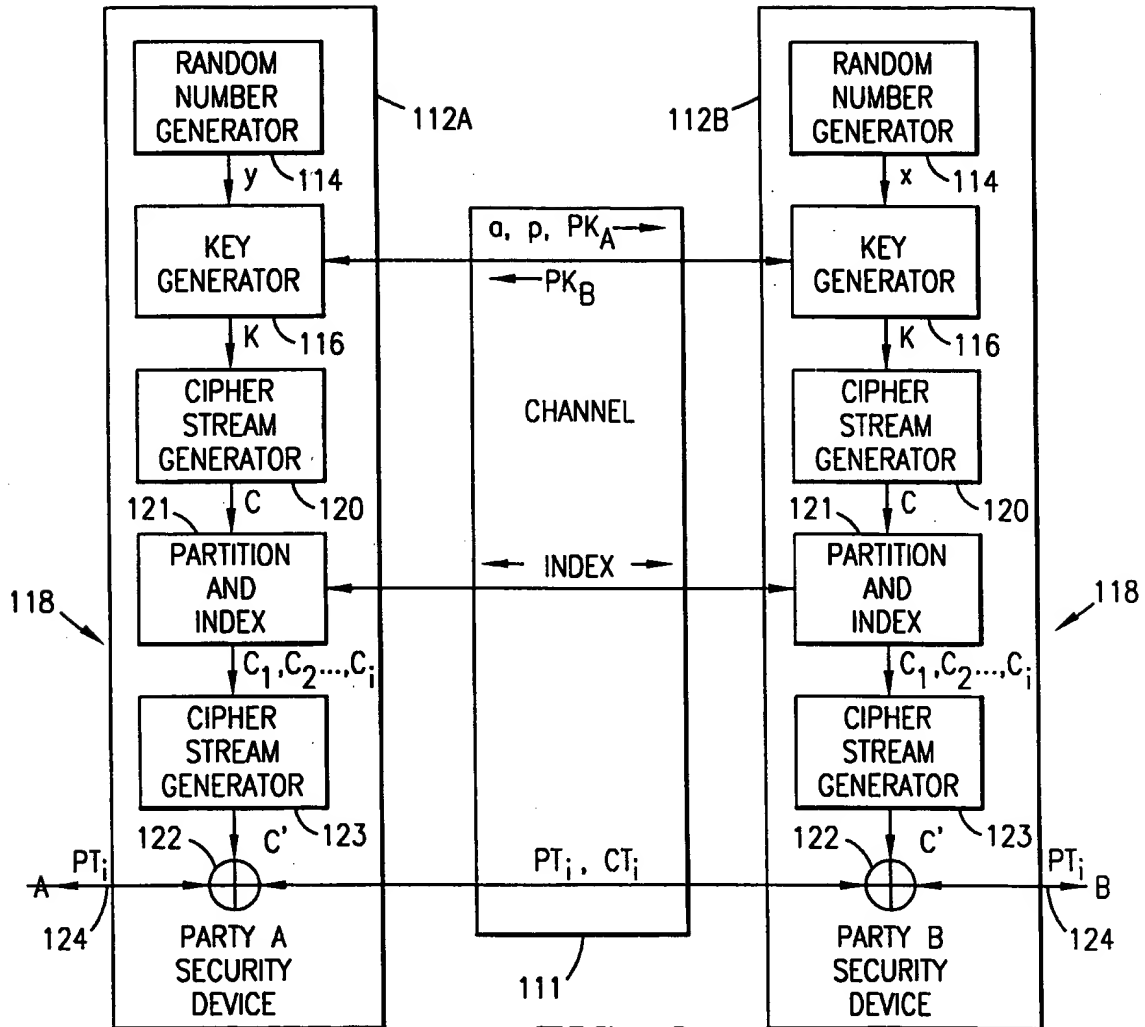 RANDOM
NUMBER
GENERATOR
114
y
112A
KEY
GENERATOR
116
K
CIPHER
STREAM
GENERATOR
120
C
121
PARTITION
AND
INDEX
118
C1,C2...,Ci
CIPHER
STREAM
GENERATOR
123
C'
122
PTi
A
124
PARTY A
SECURITY
DEVICE
a, p, PKA
PKB
CHANNEL
INDEX
PTi, CTi
111
RANDOM
NUMBER
GENERATOR
114
x
112B
KEY
GENERATOR
116
K
CIPHER
STREAM
GENERATOR
120
C
121
PARTITION
AND
INDEX
118
C1,C2...,Ci
CIPHER
STREAM
GENERATOR
123
C'
122
PTi
B
124
PARTY B
SECURITY
DEVICE